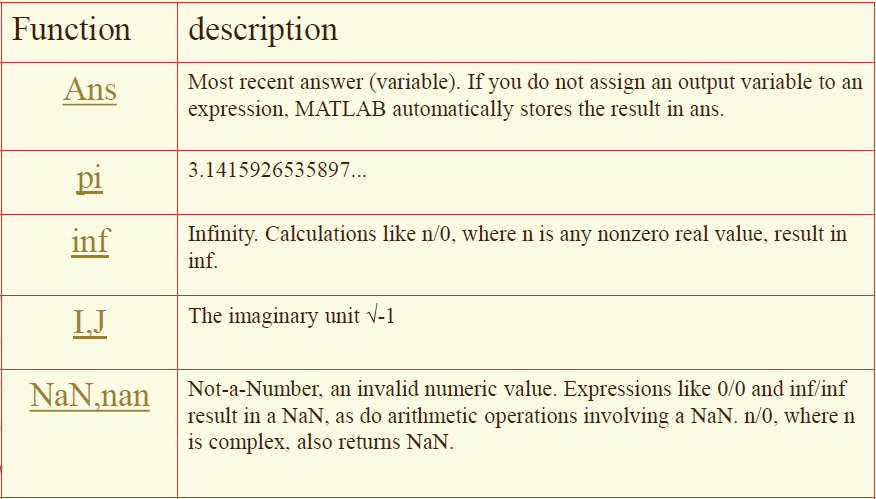 Function description
Ans Most recent answer (variable). If you do not assign an output variable to an
expression, MATLAB automatically stores the result in ans.
pi 3.1415926535897...
inf Infinity. Calculations like n/0, where n is any nonzero real value, result in
inf.
I,J The imaginary unit √-1
NaN,nan Not-a-Number, an invalid numeric value. Expressions like 0/0 and inf/inf
result in a NaN, as do arithmetic operations involving a NaN. n/0, where n
is complex, also returns NaN.